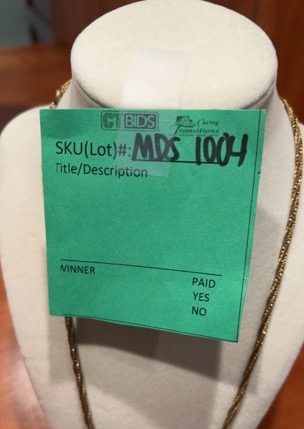 CTBIDS Caring Transitions
SKU(Lot)#: MDS 1004
Title/Description
WINNER
PAID
YES
NO